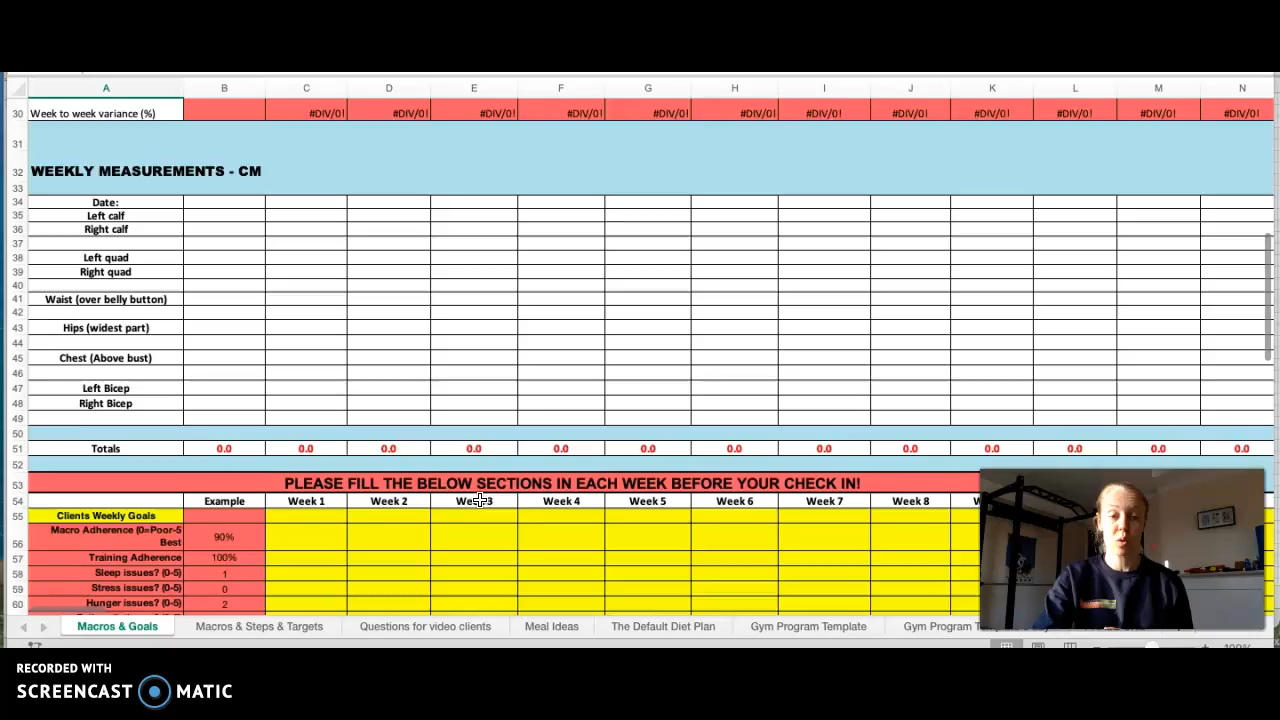 A B C D E F G H I J K L M N
30 Week to week variance (%) #DIV/0! #DIV/0! #DIV/0! #DIV/0! #DIV/0! #DIV/0! #DIV/0! #DIV/0! #DIV/0! #DIV/0! #DIV/0! #DIV/0!
31
32 WEEKLY MEASUREMENTS - CM
33
34 Date:
35 Left calf
36 Right calf
37
38 Left quad
39 Right quad
40
41 Waist (over belly button)
42
43 Hips (widest part)
44
45 Chest (Above bust)
46
47 Left Bicep
48 Right Bicep
49
50
51 Totals 0.0 0.0 0.0 0.0 0.0 0.0 0.0 0.0 0.0 0.0 0.0 0.0 0.0
52
53 PLEASE FILL THE BELOW SECTIONS IN EACH WEEK BEFORE YOUR CHECK IN!
54 Example Week 1 Week 2 Week 3 Week 4 Week 5 Week 6 Week 7 Week 8
55 Clients Weekly Goals
Macro Adherence (0=Poor-5
56 Best 90%
57 Training Adherence 100%
58 Sleep issues? (0-5) 1
59 Stress issues? (0-5) 0
60 Hunger issues? (0-5) 2
Macros & Goals Macros & Steps & Targets Questions for video clients Meal Ideas The Default Diet Plan Gym Program Template Gym Program
RECORDED WITH
SCREENCAST MATIC